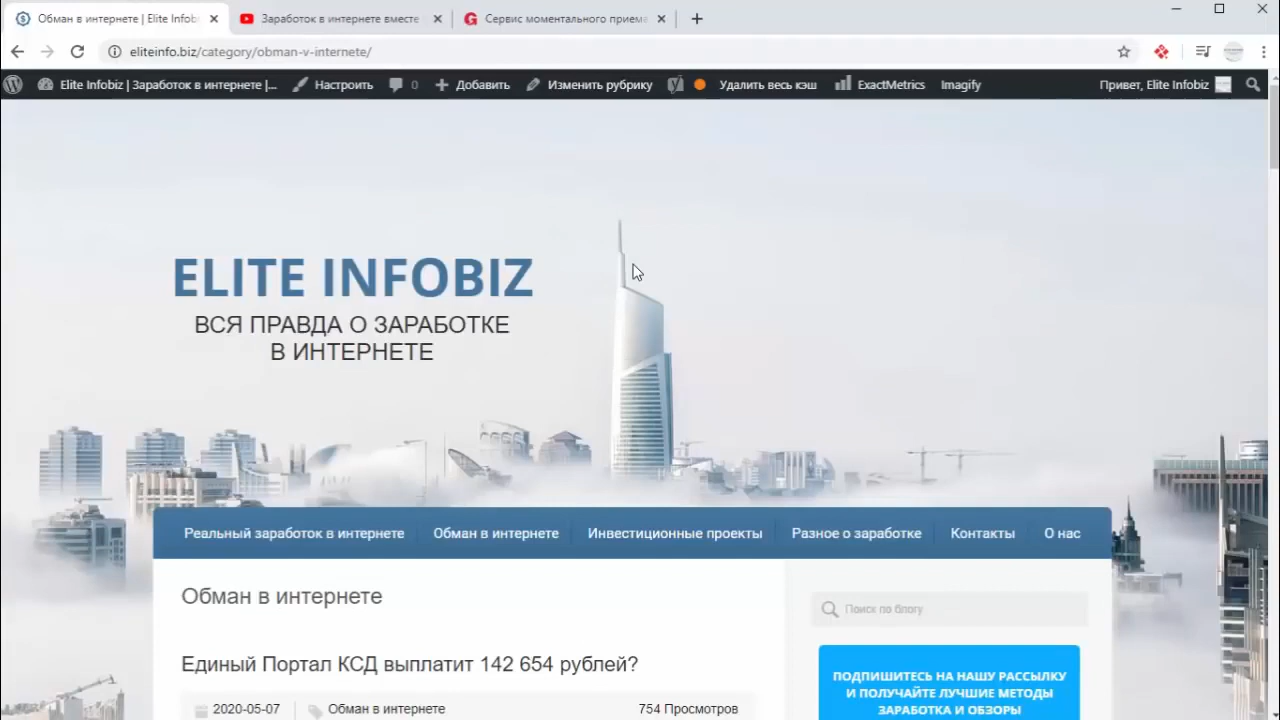 Обман в интернете | Elite Infob
Заработок в интернете вместе
Сервис моментального приема
eliteinfo.biz/category/obman-v-internete/
Elite Infobiz | Заработок в интернете |...
Настроить
0
Добавить
Изменить рубрику
Удалить весь кэш
ExactMetrics
Imagify
Привет, Elite Infobiz
ELITE INFOBIZ
ВСЯ ПРАВДА О ЗАРАБОТКЕ
В ИНТЕРНЕТЕ
Реальный заработок в интернете
Обман в интернете
Инвестиционные проекты
Разное о заработке
Контакты
О нас
Обман в интернете
Поиск по блогу
Единый Портал КСД выплатит 142 654 рублей?
2020-05-07
Обман в интернете
754 Просмотров
ПОДПИШИТЕСЬ НА НАШУ РАССЫЛКУ
И ПОЛУЧАЙТЕ ЛУЧШИЕ МЕТОДЫ
ЗАРАБОТКА И ОБЗОРЫ